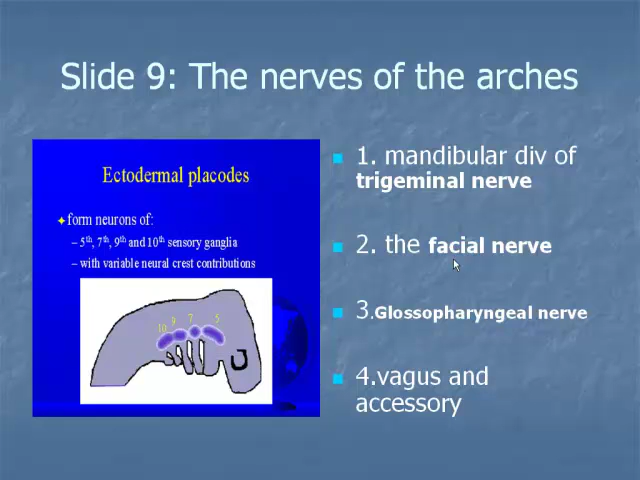 Slide 9: The nerves of the arches
Ectodermal placodes
form neurons of:
– 5th, 7th, 9th and 10th sensory ganglia
– with variable neural crest contributions
10 9 7 5
1. mandibular div of
trigeminal nerve
2. the facial nerve
3.Glossopharyngeal nerve
4.vagus and
accessory